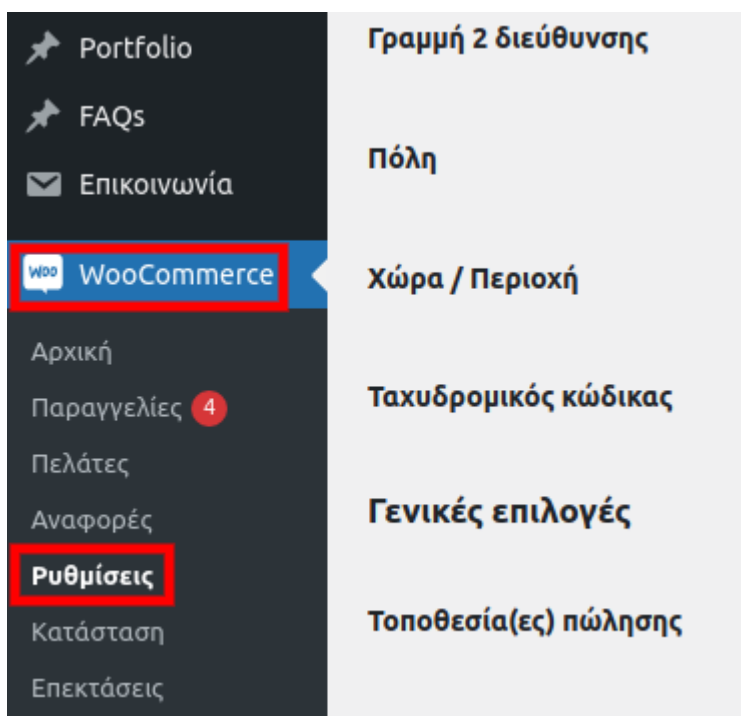 Portfolio
FAQs
Επικοινωνία
Woo WooCommerce
Αρχική
Παραγγελίες 4
Πελάτες
Αναφορές
Ρυθμίσεις
Κατάσταση
Επεκτάσεις
Γραμμή 2 διεύθυνσης
Πόλη
Χώρα / Περιοχή
Ταχυδρομικός κώδικας
Γενικές επιλογές
Τοποθεσία(ες) πώλησης